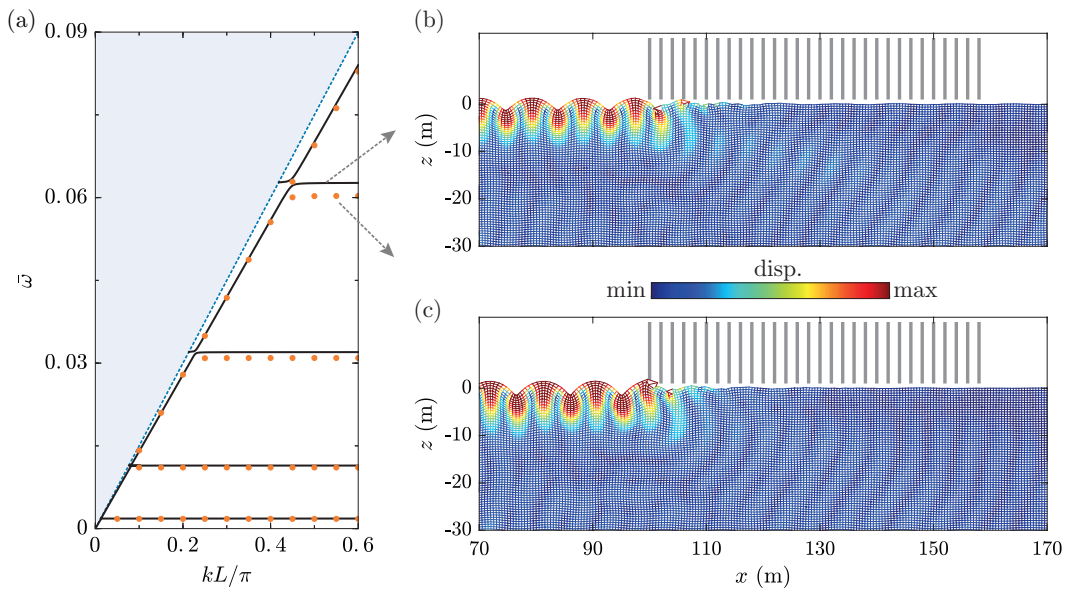 (a)
0.09
0.06
ω̄
0.03
0
0 0.2 0.4 0.6
kL/π
(b)
0
-10
-20
-30
z (m)
disp.
min max
(c)
0
-10
-20
-30
z (m)
70 90 110 130 150 170
x (m)